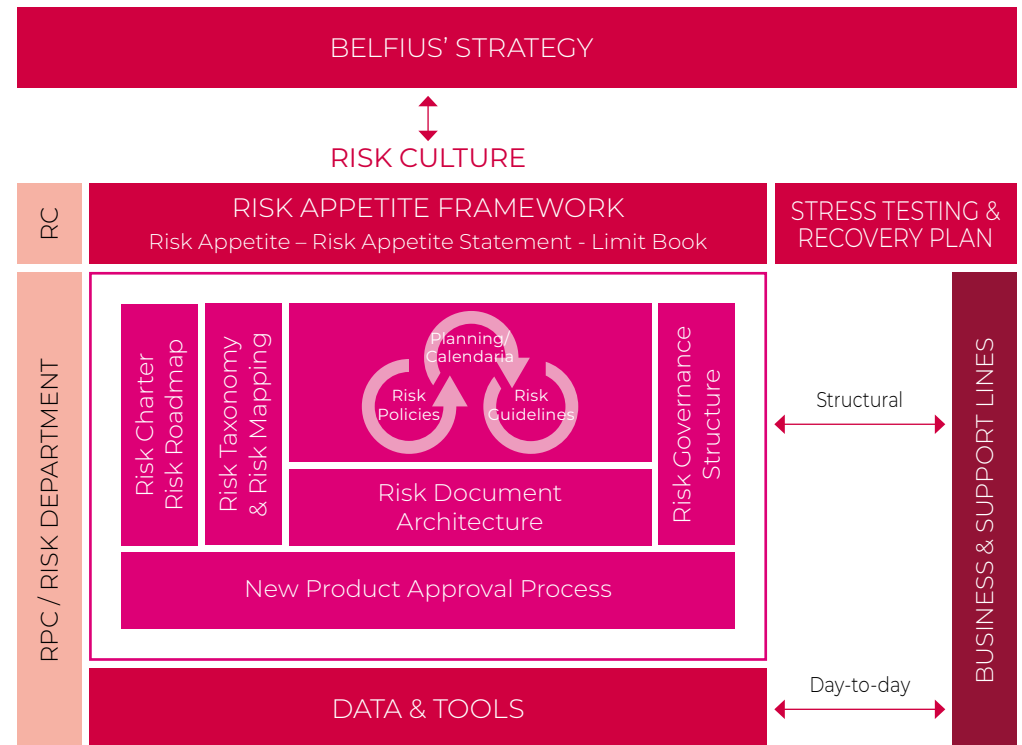 BELFIUS’ STRATEGY
RISK CULTURE
RC
RISK APPETITE FRAMEWORK
Risk Appetite – Risk Appetite Statement - Limit Book
STRESS TESTING &
RECOVERY PLAN
RPC / RISK DEPARTMENT
Risk Charter
Risk Roadmap
Risk Taxonomy
& Risk Mapping
Planning/
Calendaria
Risk
Policies
Risk
Guidelines
Risk Document
Architecture
Risk Governance
Structure
New Product Approval Process
DATA & TOOLS
Structural
Day-to-day
BUSINESS & SUPPORT LINES